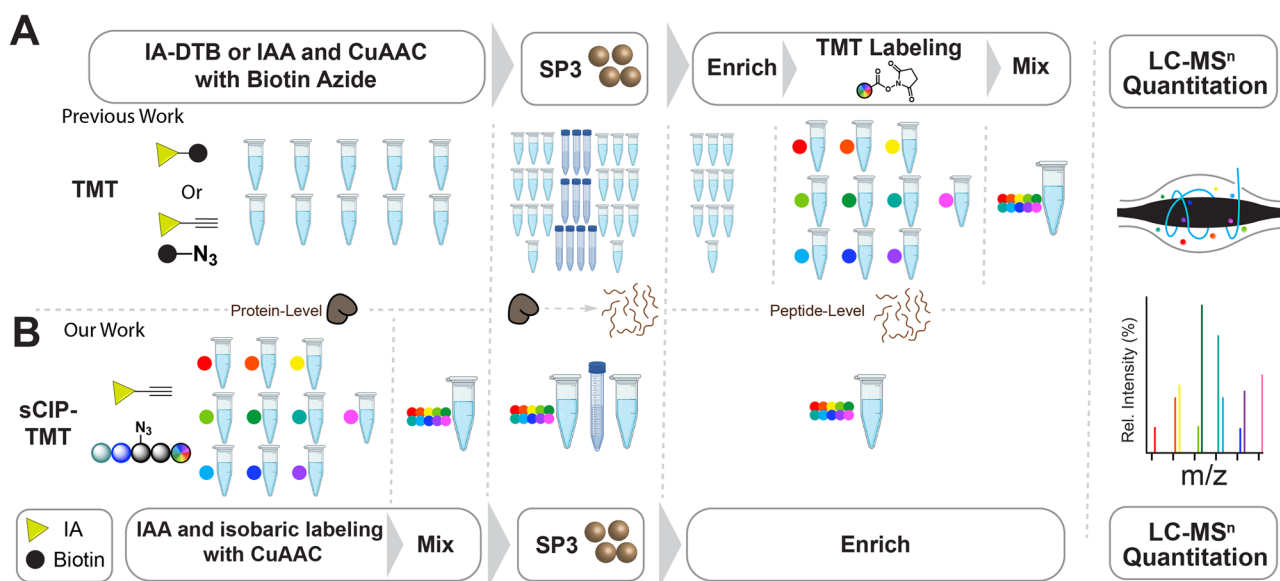 A
IA-DTB or IAA and CuAAC
with Biotin Azide
SP3
Enrich
TMT Labeling
O
O
N
O
O
Mix
LC-MSⁿ
Quantitation
Previous Work
TMT
Or
N₃
Protein-Level
Peptide-Level
B
Our Work
sCIP-
TMT
N₃
Rel. Intensity (%)
m/z
IA
Biotin
IAA and isobaric labeling
with CuAAC
Mix
SP3
Enrich
LC-MSⁿ
Quantitation